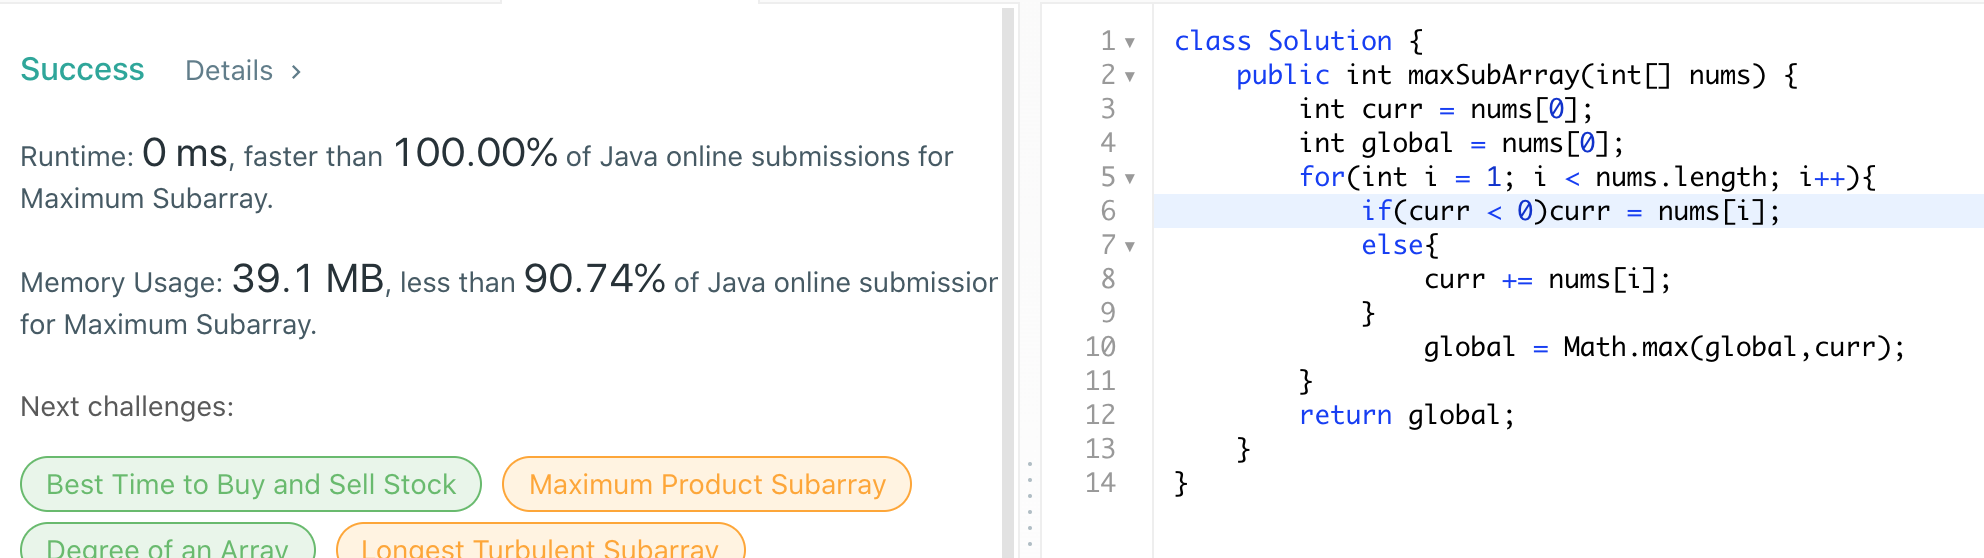 Success Details >
Runtime: 0 ms, faster than 100.00% of Java online submissions for
Maximum Subarray.
Memory Usage: 39.1 MB, less than 90.74% of Java online submission
for Maximum Subarray.
Next challenges:
Best Time to Buy and Sell Stock
Maximum Product Subarray
Degree of an Array
Longest Turbulent Subarray
1 class Solution {
2     public int maxSubArray(int[] nums) {
3         int curr = nums[0];
4         int global = nums[0];
5         for(int i = 1; i < nums.length; i++){
6             if(curr < 0)curr = nums[i];
7             else{
8                 curr += nums[i];
9             }
10                 global = Math.max(global,curr);
11         }
12         return global;
13     }
14 }